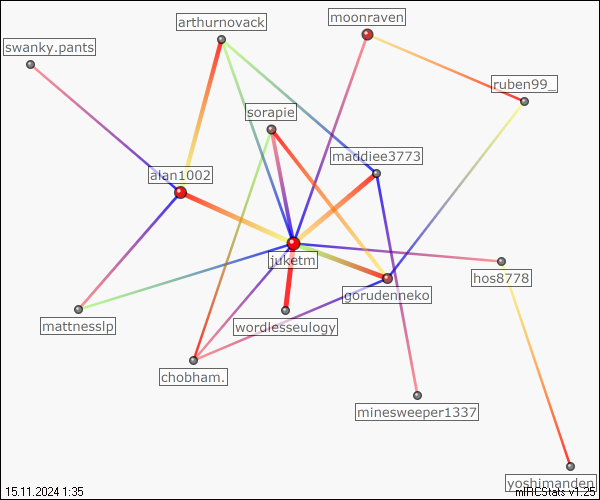 moonraven
arthurnovack
swanky.pants
ruben99_
sorapie
maddiee3773
alan1002
juketm
hos8778
gorudenneko
mattnesslp
wordlesseulogy
chobham.
minesweeper1337
yoshimanden
15.11.2024 1:35
mIRCStats v1.25